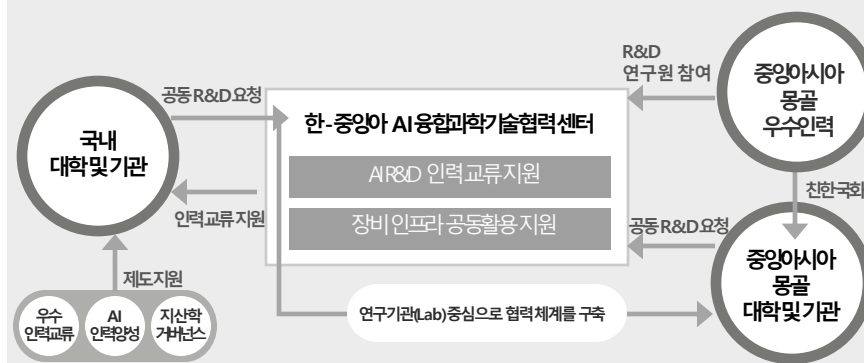 R&D
연구원 참여
중앙아시아
몽골
우수인력
공동 R&D 요청
국내
대학 및 기관
한 - 중앙아 AI 융합과학기술협력 센터
AI R&D 인력교류 지원
인력교류 지원
장비 인프라 공동활용 지원
친한국회
공동 R&D 요청
중앙아시아
몽골
대학 및 기관
제도지원
우수
인력교류
AI
인력양성
지산학
거버넌스
연구기관(Lab) 중심으로 협력 체계를 구축